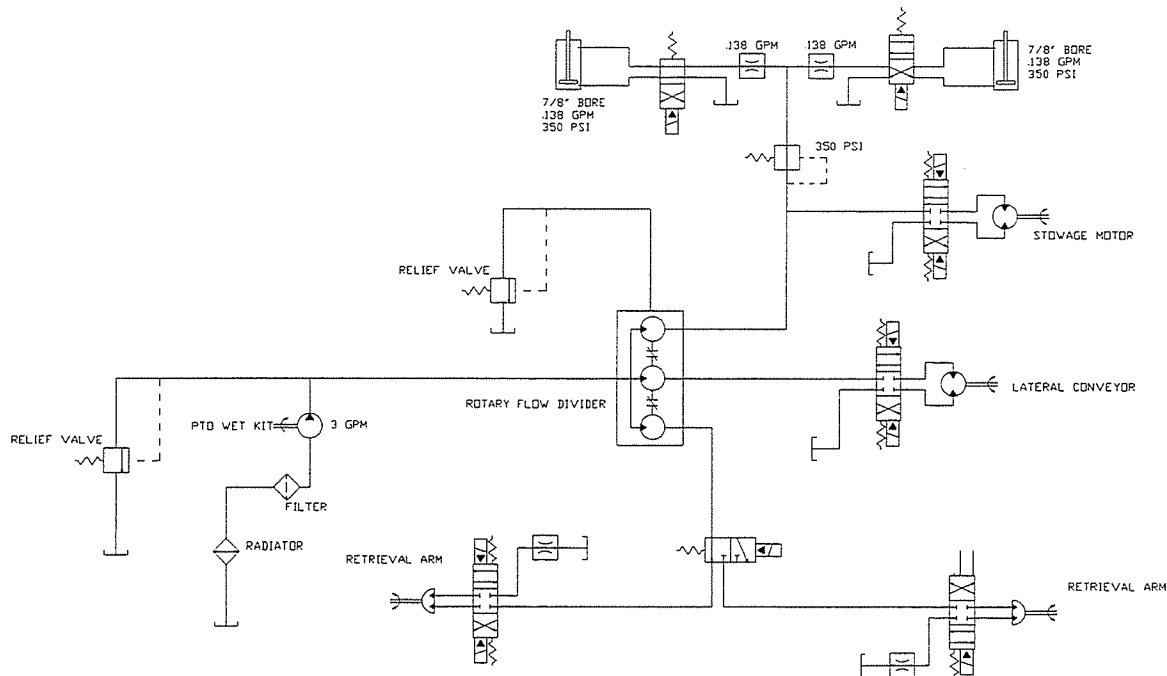 .138 GPM
.138 GPM
7/8" BORE
.138 GPM
350 PSI
7/8" BORE
.138 GPM
350 PSI
350 PSI
STOWAGE MOTOR
RELIEF VALVE
LATERAL CONVEYOR
ROTARY FLOW DIVIDER
PTO WET KIT
3 GPM
RELIEF VALVE
FILTER
RADIATOR
RETRIEVAL ARM
RETRIEVAL ARM